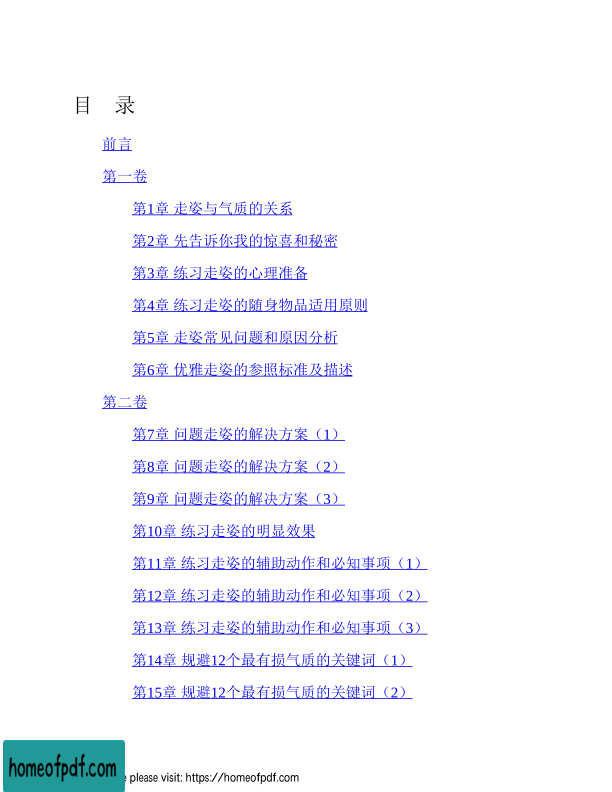 目 录
前言
第一卷
第1章 走姿与气质的关系
第2章 先告诉你我的惊喜和秘密
第3章 练习走姿的心理准备
第4章 练习走姿的随身物品适用原则
第5章 走姿常见问题和原因分析
第6章 优雅走姿的参照标准及描述
第二卷
第7章 问题走姿的解决方案（1）
第8章 问题走姿的解决方案（2）
第9章 问题走姿的解决方案（3）
第10章 练习走姿的明显效果
第11章 练习走姿的辅助动作和必知事项（1）
第12章 练习走姿的辅助动作和必知事项（2）
第13章 练习走姿的辅助动作和必知事项（3）
第14章 规避12个最有损气质的关键词（1）
第15章 规避12个最有损气质的关键词（2）
homeofpdf.com
please visit: https://homeofpdf.com